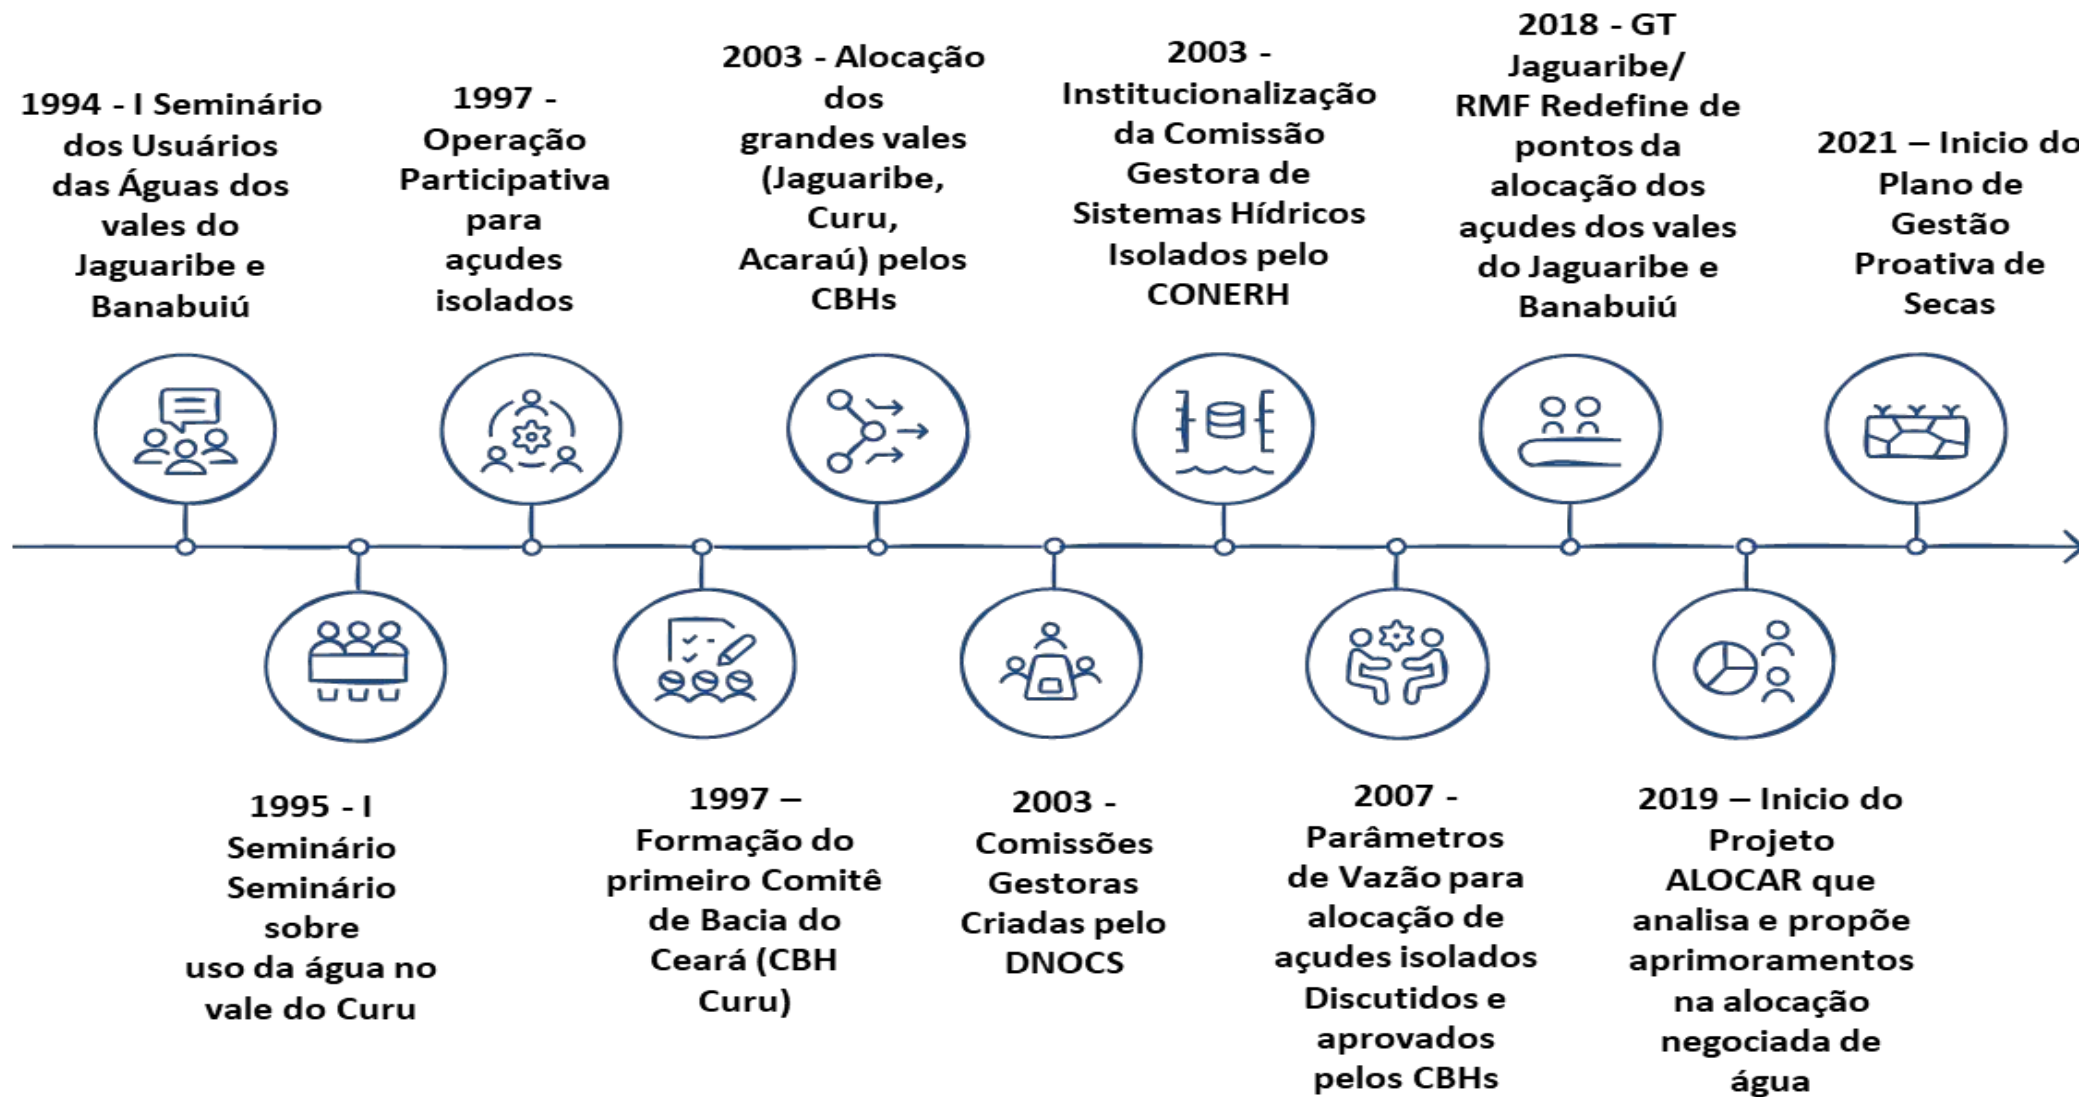 1994 - I Seminário
dos Usuários
das Águas dos
vales do
Jaguaribe e
Banabuiú
1995 - I
Seminário
Seminário
sobre
uso da água no
vale do Curu
1997 -
Operação
Participativa
para
açudes
isolados
1997 –
Formação do
primeiro Comitê
de Bacia do
Ceará (CBH
Curu)
2003 - Alocação
dos
grandes vales
(Jaguaribe,
Curu,
Acaraú) pelos
CBHs
2003 -
Comissões
Gestoras
Criadas pelo
DNOCS
2003 -
Institucionalização
da Comissão
Gestora de
Sistemas Hídricos
Isolados pelo
CONERH
2007 -
Parâmetros
de Vazão para
alocação de
açudes isolados
Discutidos e
aprovados
pelos CBHs
2018 - GT
Jaguaribe/
RMF Redefine de
pontos da
alocação dos
açudes dos vales
do Jaguaribe e
Banabuiú
2019 – Inicio do
Projeto
ALOCAR que
analisa e propõe
aprimoramentos
na alocação
negociada de
água
2021 – Inicio do
Plano de
Gestão
Proativa de
Secas